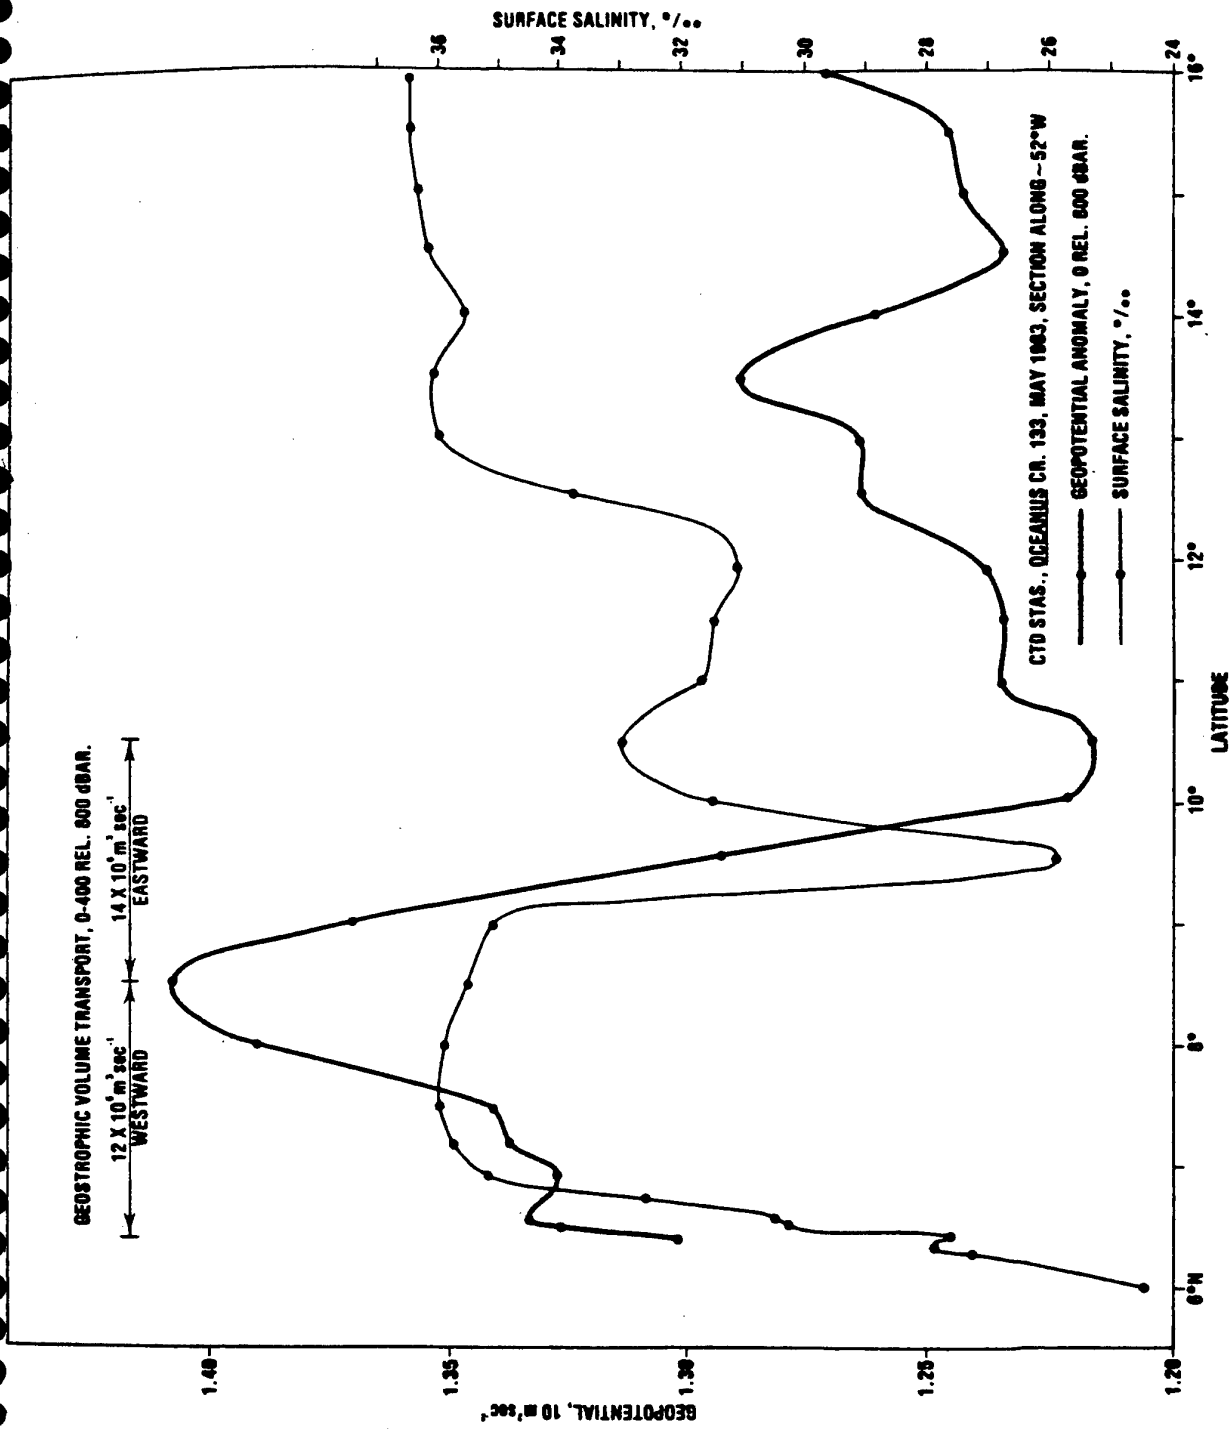 GEOSTROPHIC VOLUME TRANSPORT, 0-400 REL. 800 dBAR.
12 X 10⁶ m³ sec⁻¹
WESTWARD
14 X 10⁶ m³ sec⁻¹
EASTWARD
GEOPOTENTIAL, 10 m² sec⁻²
1.40
1.35
1.30
1.25
1.20
SURFACE SALINITY, °/oo
36
34
32
29
28
26
24
CTD STAS., OCEANUS CR. 133, MAY 1983, SECTION ALONG ~52°W
GEOPOTENTIAL ANOMALY, 0 REL. 800 dBAR.
SURFACE SALINITY, °/oo
6°N
8°
10°
12°
14°
16°
LATITUDE